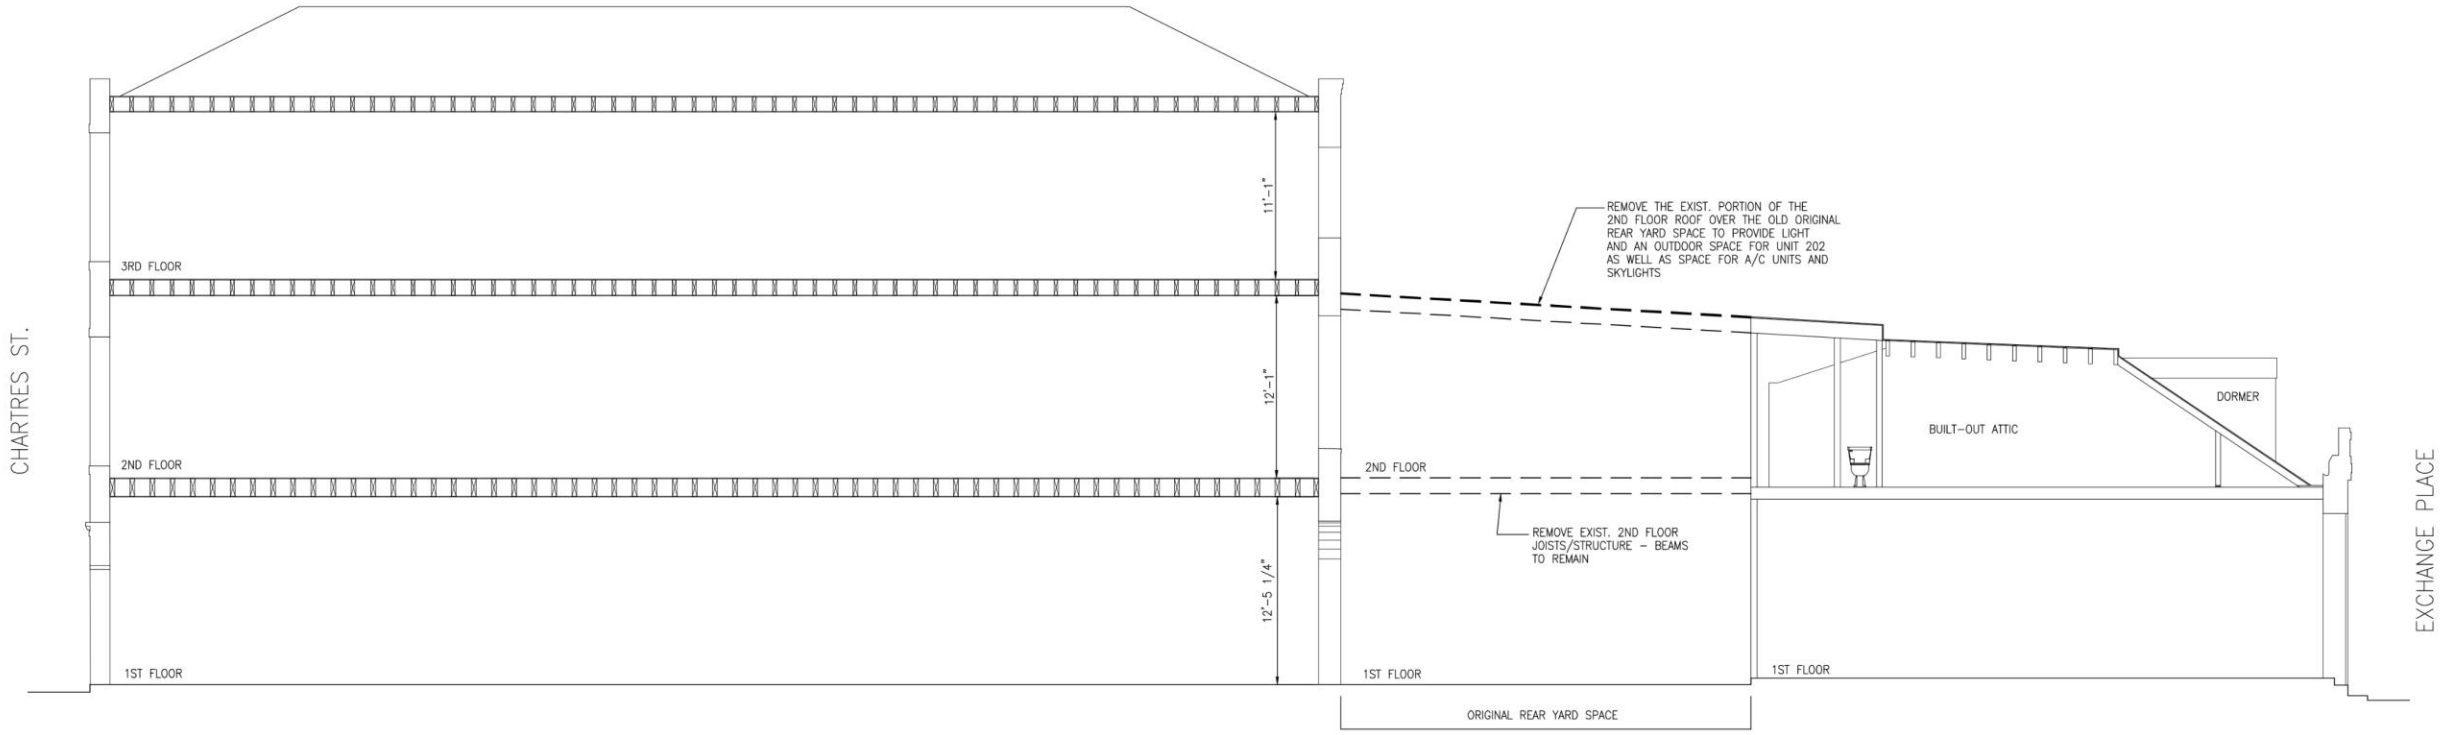 CHARTRES ST.
3RD FLOOR
2ND FLOOR
1ST FLOOR
11'-1"
12'-1"
12'-5 1/4"
REMOVE THE EXIST. PORTION OF THE
2ND FLOOR ROOF OVER THE OLD ORIGINAL
REAR YARD SPACE TO PROVIDE LIGHT
AND AN OUTDOOR SPACE FOR UNIT 202
AS WELL AS SPACE FOR A/C UNITS AND
SKYLIGHTS
2ND FLOOR
REMOVE EXIST. 2ND FLOOR
JOISTS/STRUCTURE - BEAMS
TO REMAIN
1ST FLOOR
ORIGINAL REAR YARD SPACE
DORMER
BUILT-OUT ATTIC
1ST FLOOR
EXCHANGE PLACE